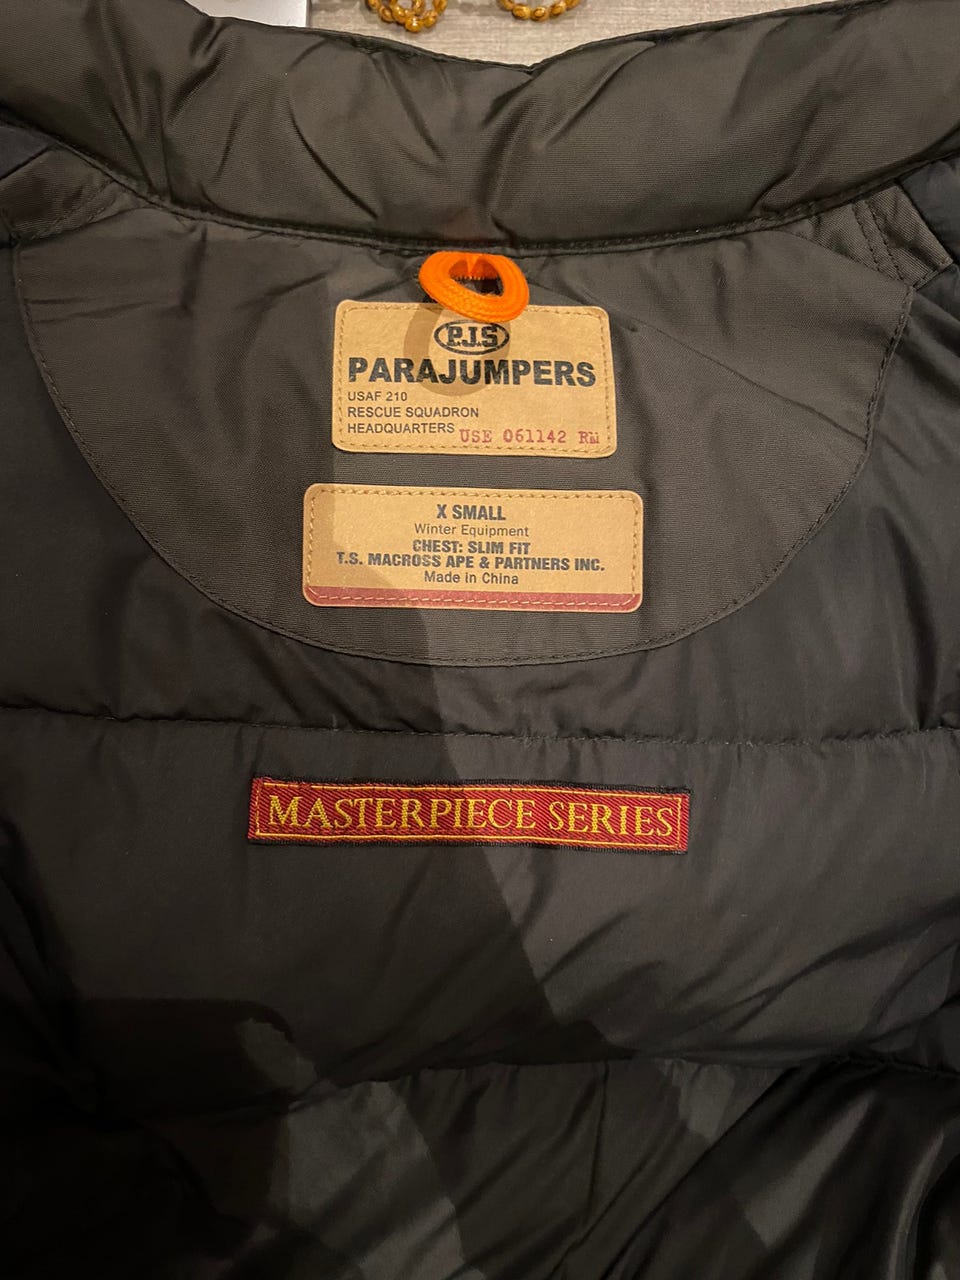 P.J.S
PARAJUMPERS
USAF 210
RESCUE SQUADRON
HEADQUARTERS USE 061142 RM
X SMALL
Winter Equipment
CHEST: SLIM FIT
T.S. MACROSS APE & PARTNERS INC.
Made in China
MASTERPIECE SERIES